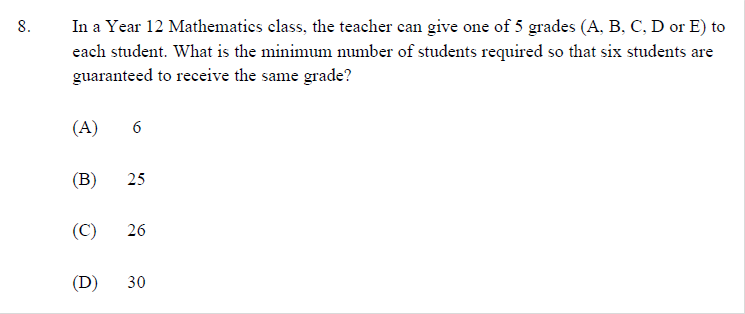 8. In a Year 12 Mathematics class, the teacher can give one of 5 grades (A, B, C, D or E) to
each student. What is the minimum number of students required so that six students are
guaranteed to receive the same grade?
(A) 6
(B) 25
(C) 26
(D) 30